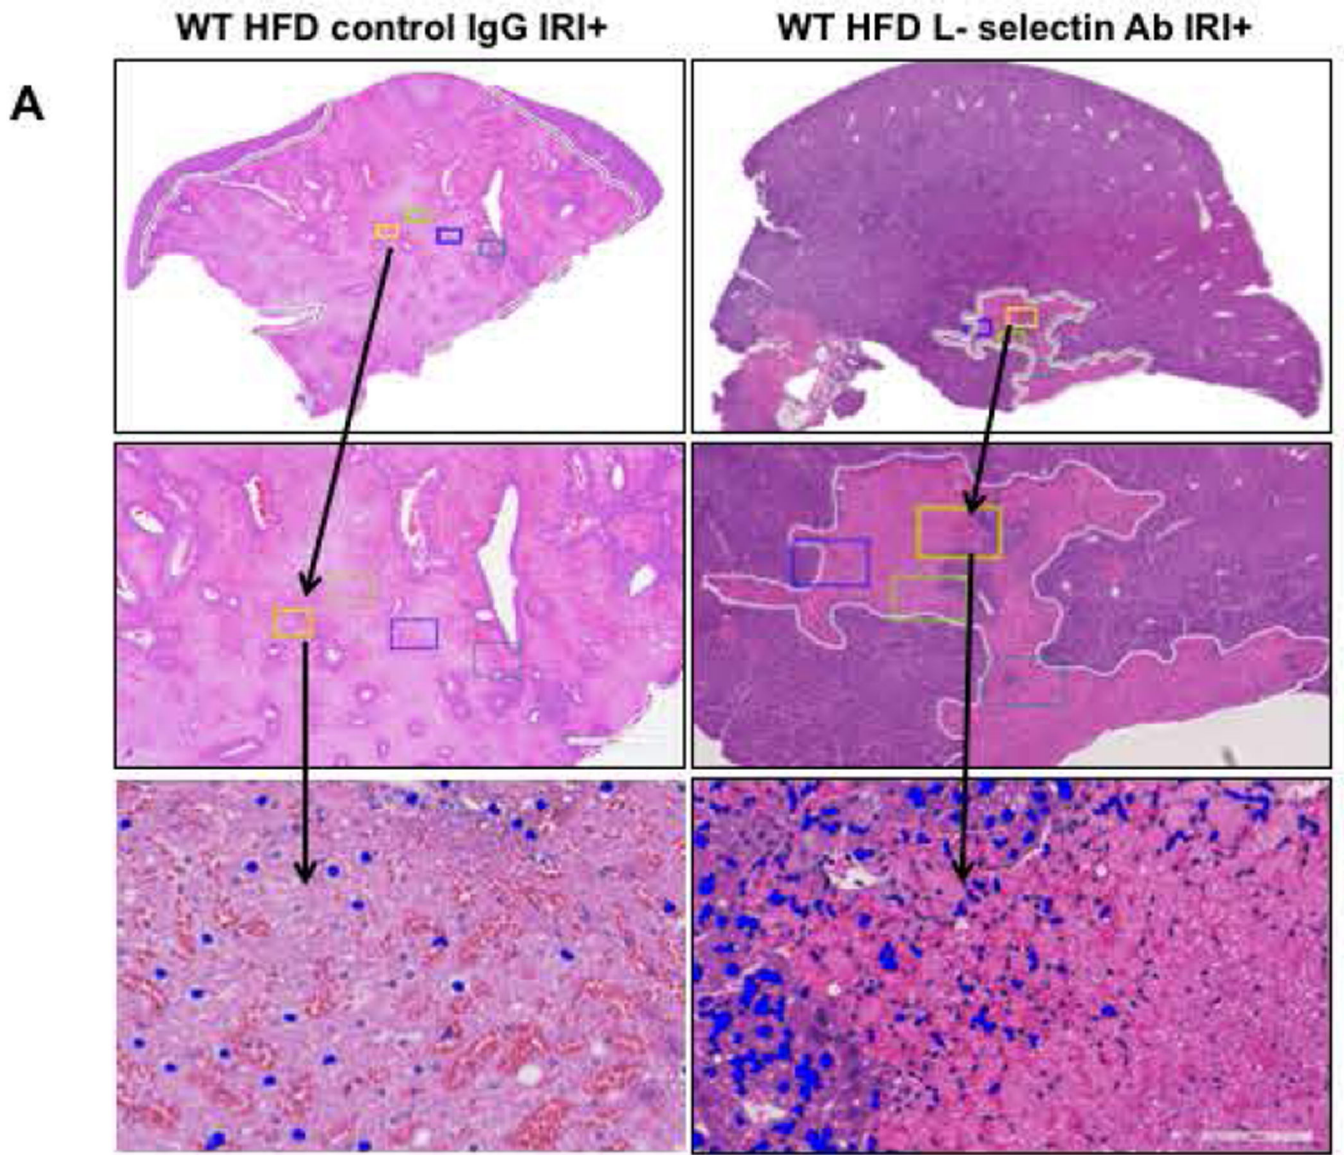 WT HFD control IgG IRI+
WT HFD L- selectin Ab IRI+
A